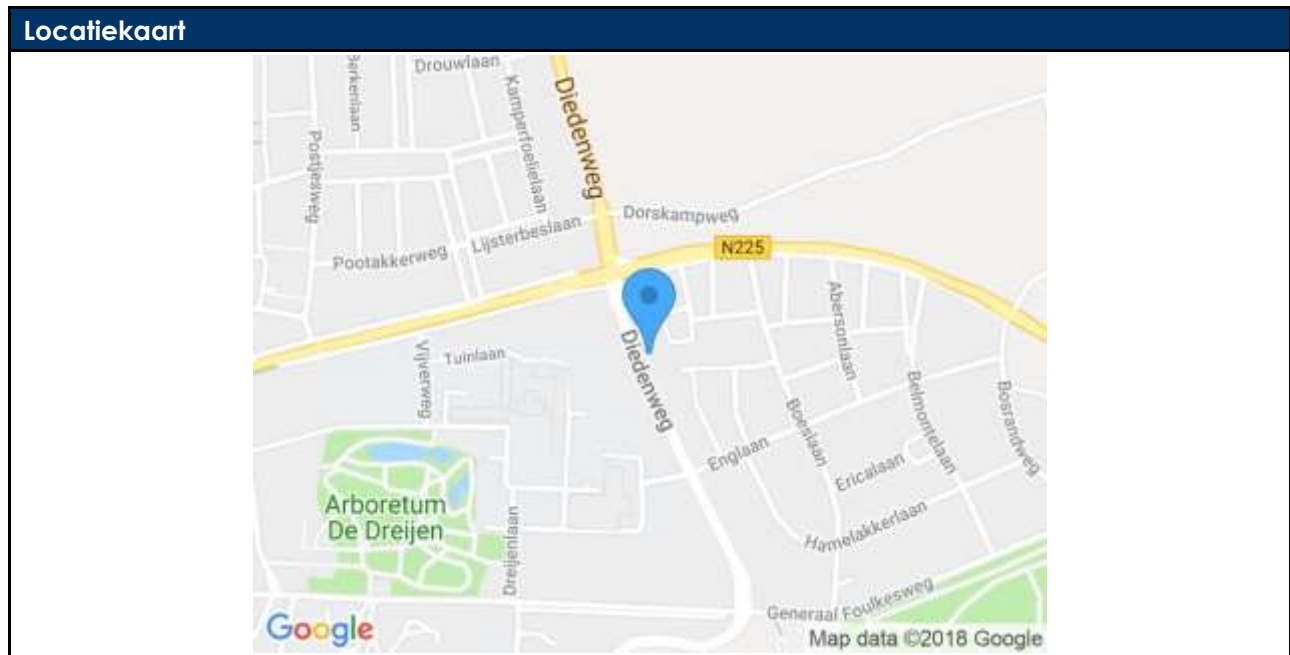 Locatiekaart
Drouwlaan
Berkenlaan
Kamperfoelielaan
Diedenweg
Postjesweg
Dorskampweg
Lijsterbeslaan
Pootakkerweg
N225
Abersonlaan
Diedenweg
Tuinlaan
Vijverweg
Belmontelaan
Bosrandweg
Boeslaan
Englaan
Ericalaan
Arboretum
De Dreijen
Dreijenlaan
Hamelakkerlaan
Generaal Foulkesweg
Google
Map data ©2018 Google